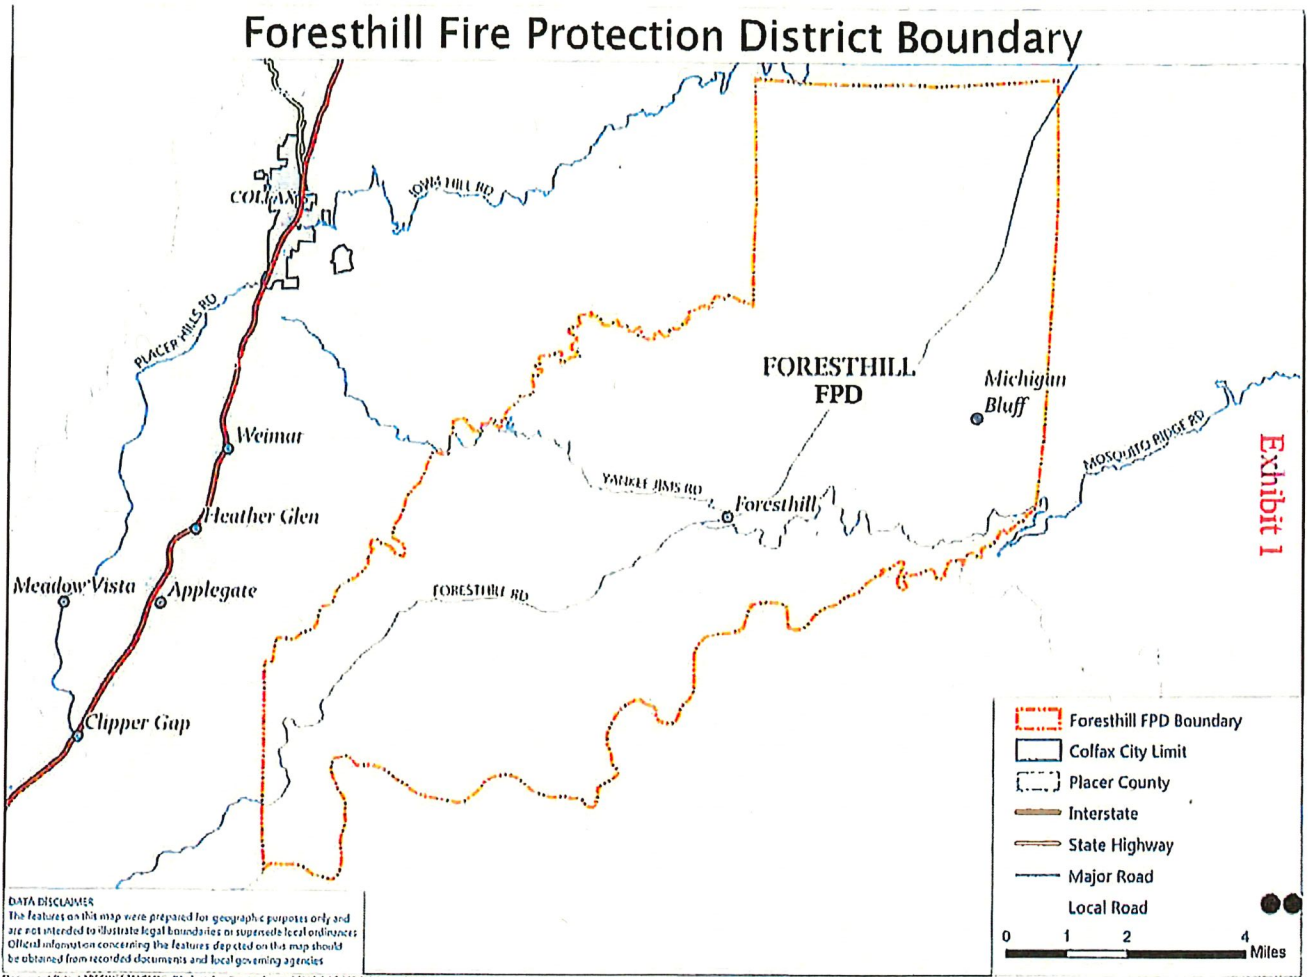 Foresthill Fire Protection District Boundary
COLFAX
IOWA HILL RD
PLACER HILLS RD
FORESTHILL
FPD
Michigan
Bluff
Weimar
MOSQUITO RIDGE RD
YANKEE JIMS RD
Foresthill
Heather Glen
Exhibit 1
Meadow Vista
Applegate
FORESTHILL RD
Clipper Gap
Foresthill FPD Boundary
Colfax City Limit
Placer County
Interstate
State Highway
Major Road
Local Road
0 1 2 4
Miles
DATA DISCLAIMER
The features on this map were prepared for geographic purposes only and
are not intended to illustrate legal boundaries or supersede local ordinances
Official information concerning the features depicted on this map should
be obtained from recorded documents and local governing agencies